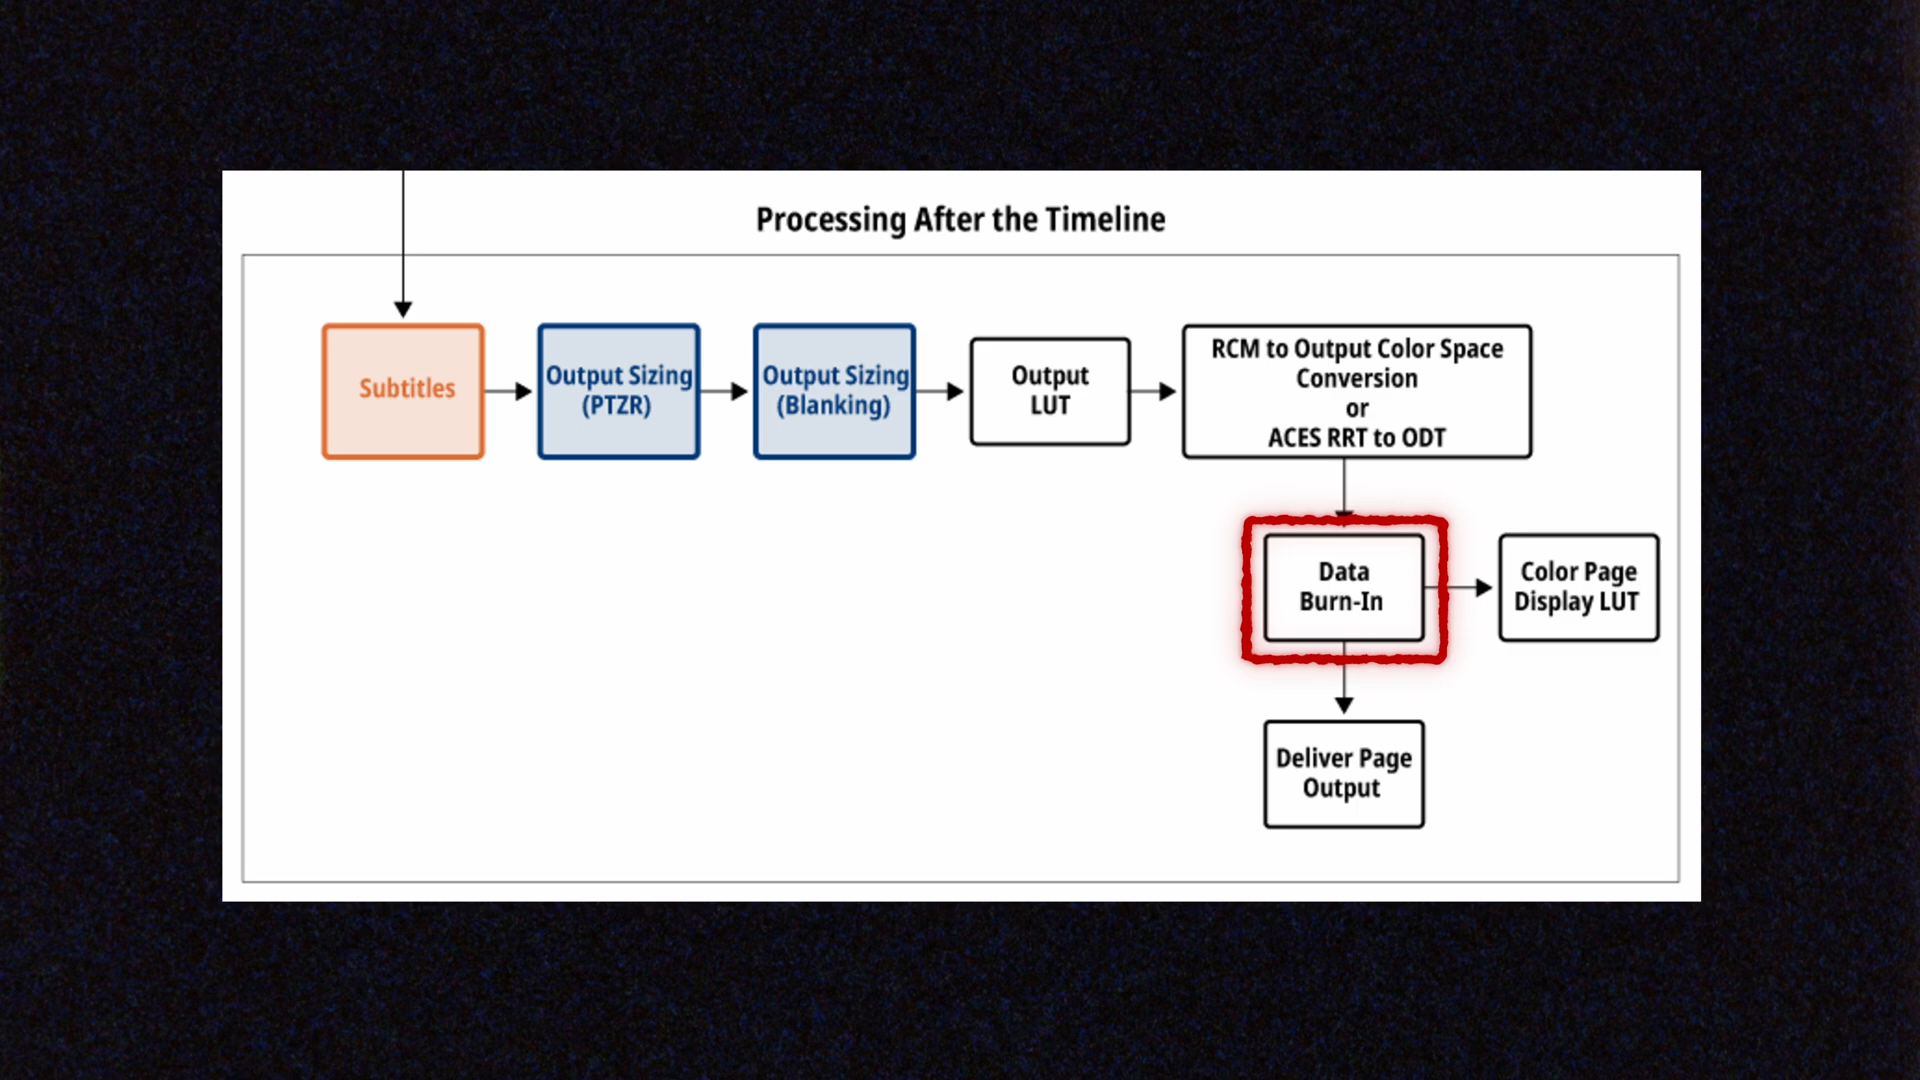 Processing After the Timeline
Subtitles
Output Sizing
(PTZR)
Output Sizing
(Blanking)
Output
LUT
RCM to Output Color Space
Conversion
or
ACES RRT to ODT
Data
Burn-In
Color Page
Display LUT
Deliver Page
Output